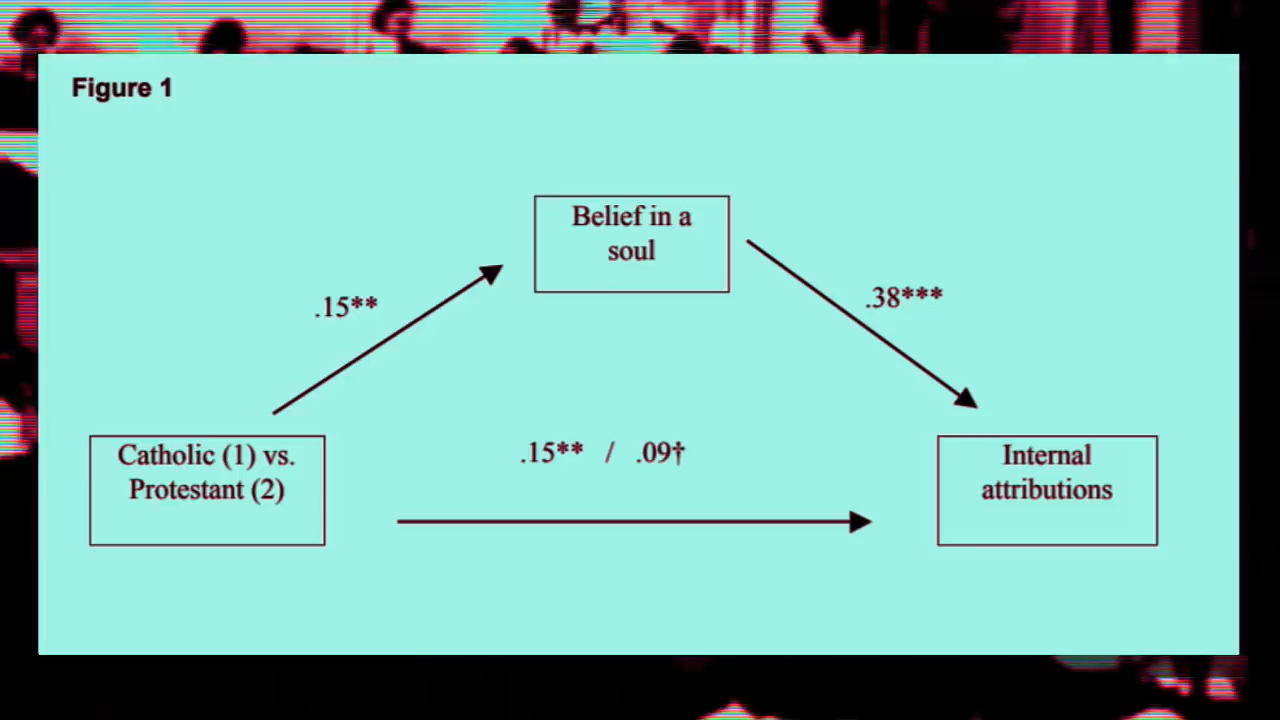 Figure 1
Belief in a
soul
.15**
.38***
.15** / .09†
Catholic (1) vs.
Protestant (2)
Internal
attributions